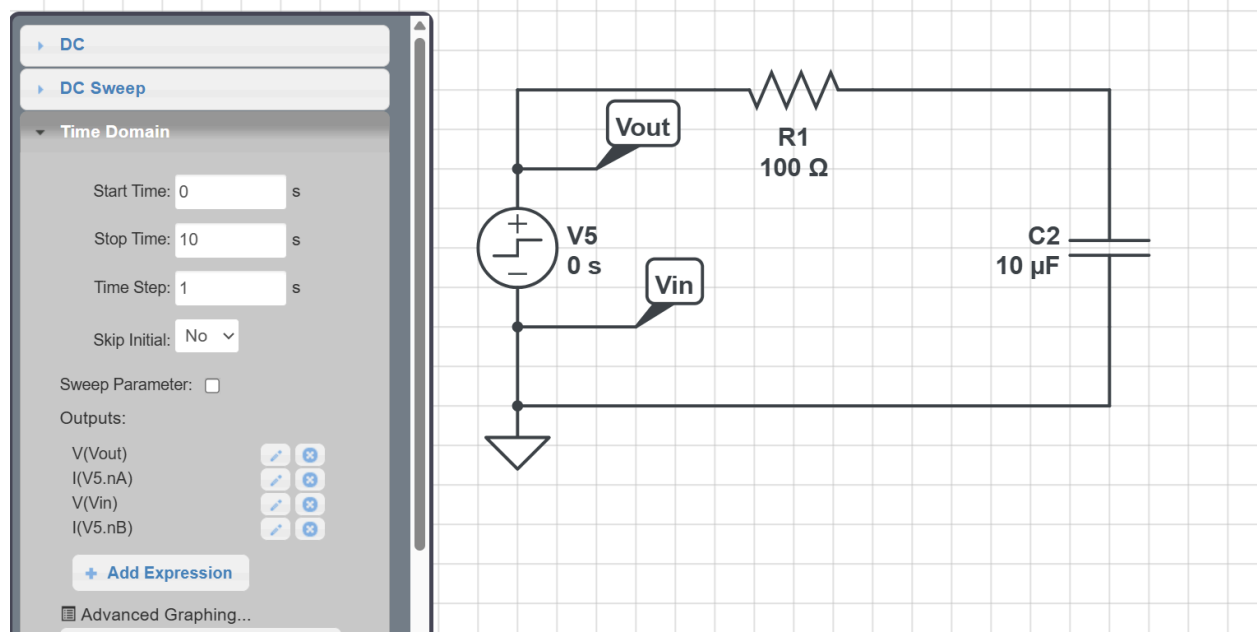 DC
DC Sweep
Time Domain
Start Time: 0 s
Stop Time: 10 s
Time Step: 1 s
Skip Initial: No
Sweep Parameter:
Outputs:
V(Vout)
I(V5.nA)
V(Vin)
I(V5.nB)
+ Add Expression
Advanced Graphing...
Vout
R1
100 Ω
V5
0 s
Vin
C2
10 µF